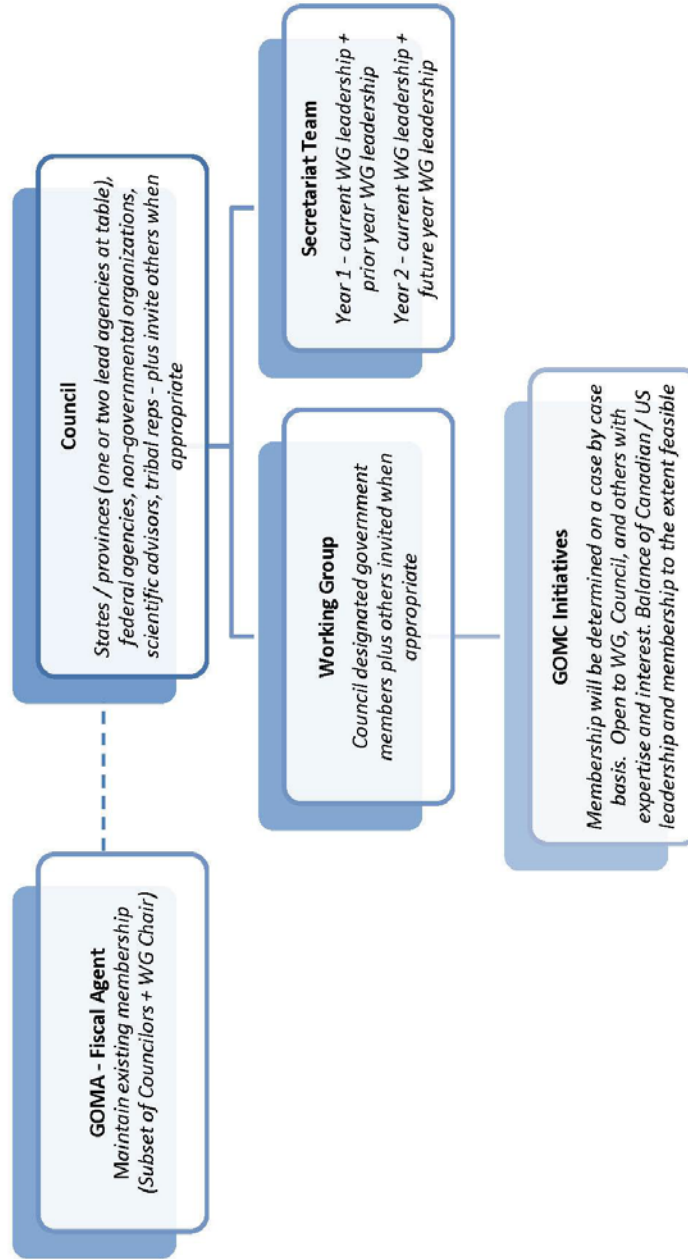 GOMA - Fiscal Agent
Maintain existing membership
(Subset of Councilors + WG Chair)
Council
States / provinces (one or two lead agencies at table),
federal agencies, non-governmental organizations,
scientific advisors, tribal reps - plus invite others when
appropriate
Working Group
Council designated government
members plus others invited when
appropriate
Secretariat Team
Year 1 - current WG leadership +
prior year WG leadership
Year 2 - current WG leadership +
future year WG leadership
GOMC Initiatives
Membership will be determined on a case by case
basis. Open to WG, Council, and others with
expertise and interest. Balance of Canadian / US
leadership and membership to the extent feasible